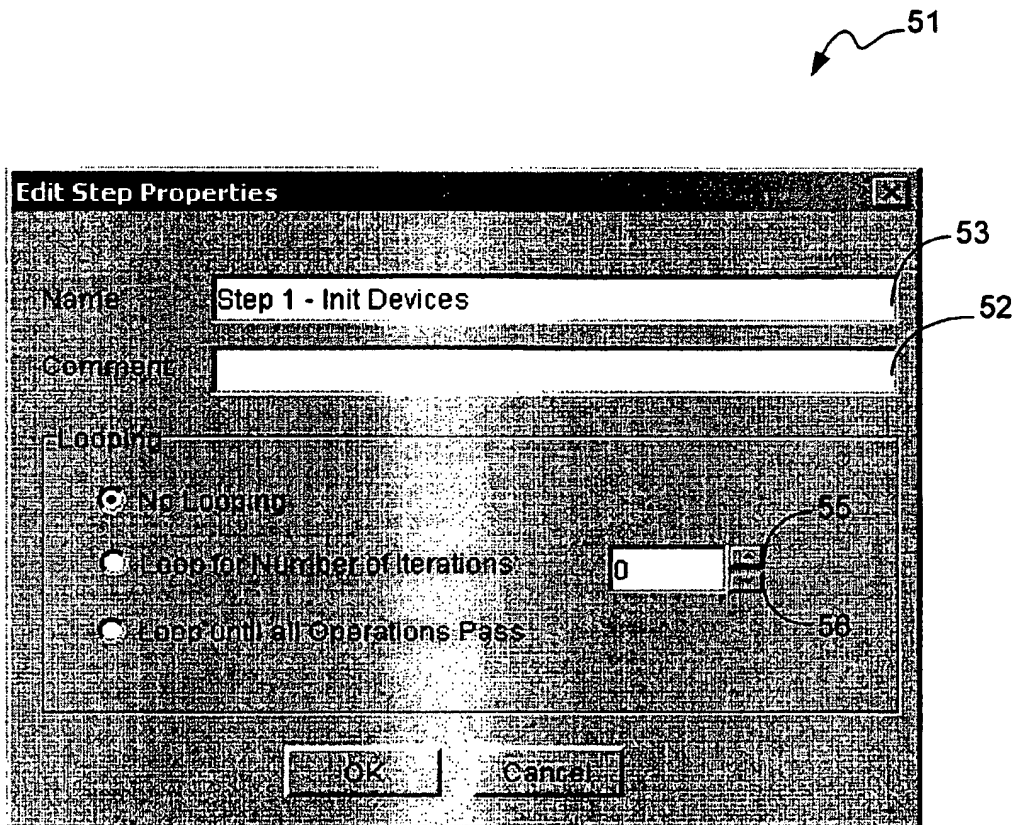 51
Edit Step Properties
53
Name
Step 1 - Init Devices
52
Comment
Looping
No Looping
55
Loop for Number of Iterations
0
56
Loop until all Operations Pass
OK
Cancel